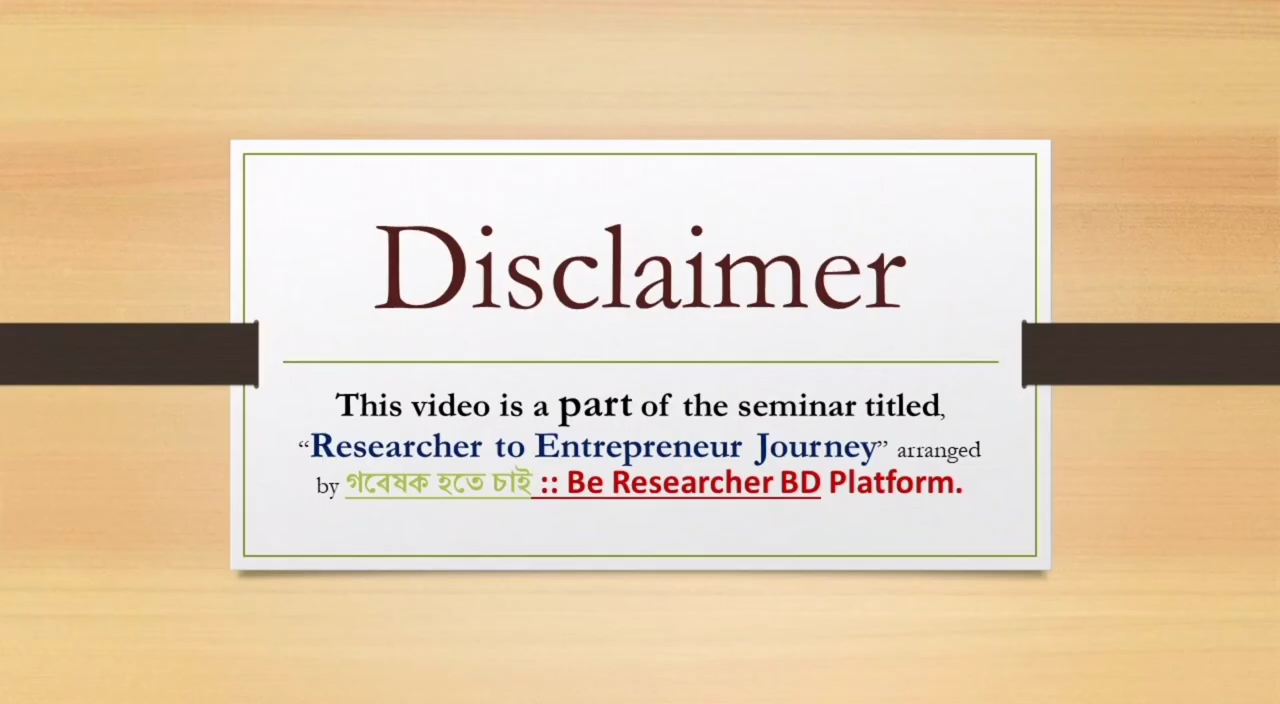 Disclaimer
This video is a part of the seminar titled,
“Researcher to Entrepreneur Journey” arranged
by গবেষক হতে চাই :: Be Researcher BD Platform.